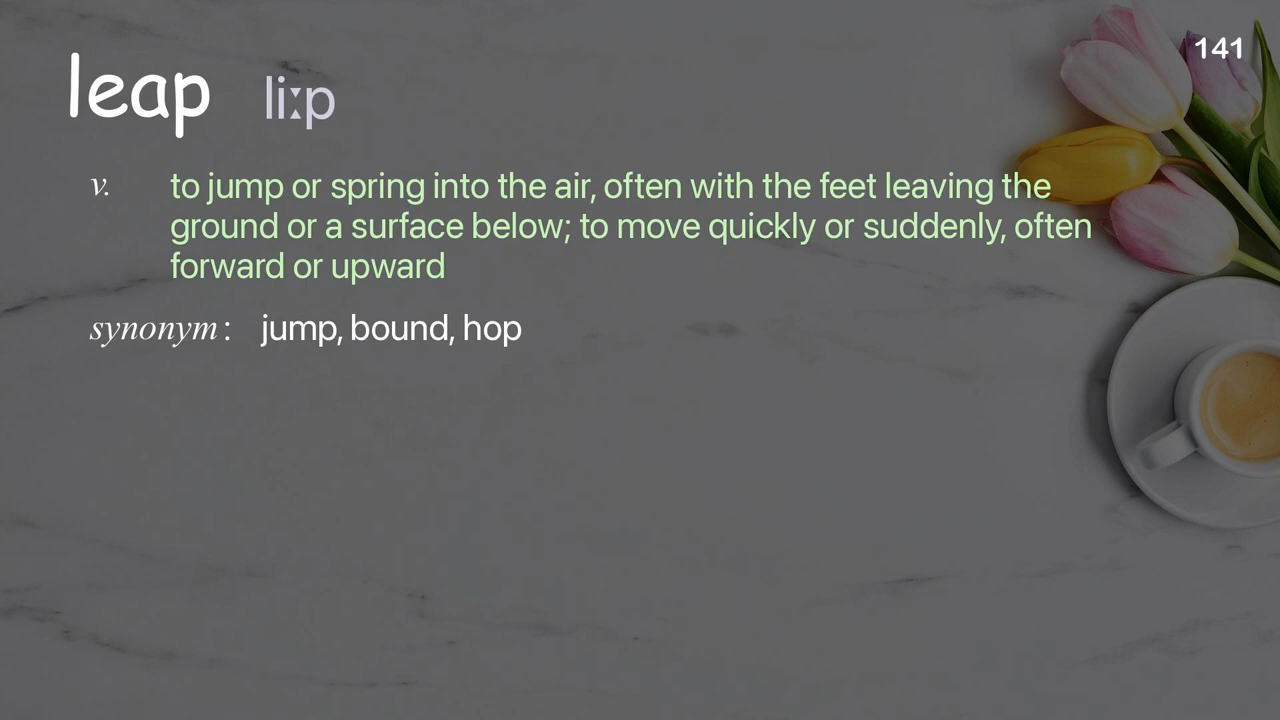 141
leap liːp
v. to jump or spring into the air, often with the feet leaving the
ground or a surface below; to move quickly or suddenly, often
forward or upward
synonym: jump, bound, hop